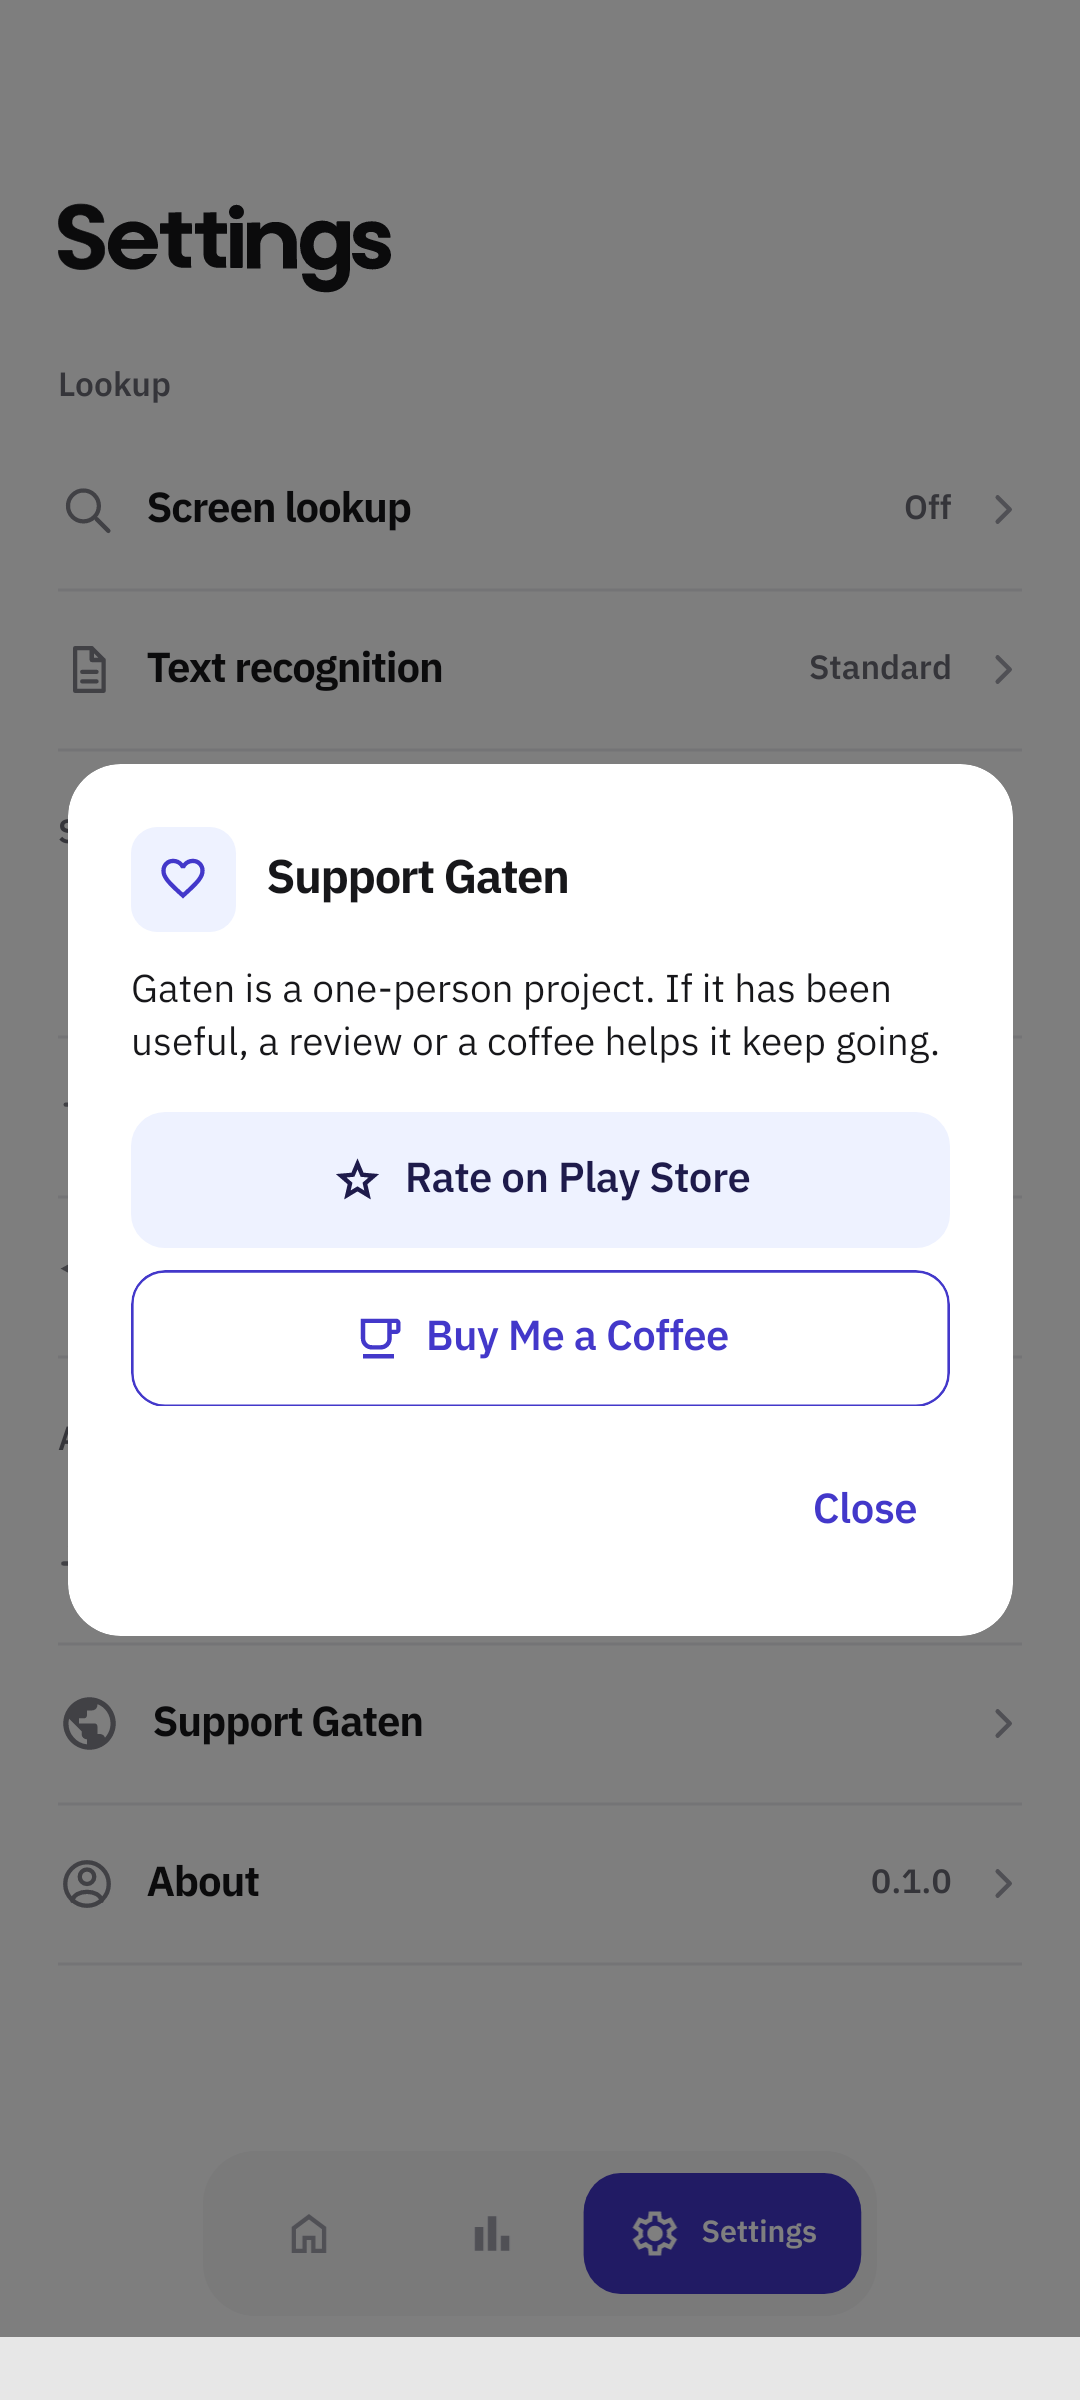 Settings
Lookup
Screen lookup
Off
Text recognition
Standard
Support Gaten
Gaten is a one-person project. If it has been
useful, a review or a coffee helps it keep going.
Rate on Play Store
Buy Me a Coffee
Close
Support Gaten
About
0.1.0
Settings